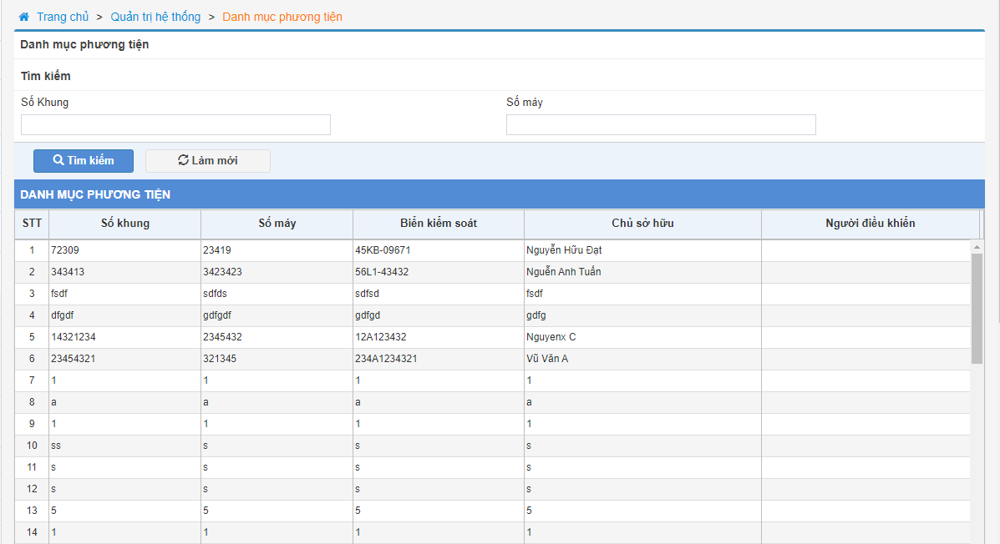 Trang chủ > Quản trị hệ thống > Danh mục phương tiện
Danh mục phương tiện
Tìm kiếm
Số Khung Số máy
Tìm kiếm Làm mới
DANH MỤC PHƯƠNG TIỆN
STT Số khung Số máy Biển kiểm soát Chủ sở hữu Người điều khiển
1 72309 23419 45KB-09671 Nguyễn Hữu Đạt
2 343413 3423423 56L1-43432 Nguễn Anh Tuấn
3 fsdf sdfds sdfsd fsdf
4 dfgdf gdfgdf gdfgd gdfg
5 14321234 2345432 12A123432 Nguyenx C
6 23454321 321345 234A1234321 Vũ Văn A
7 1 1 1 1
8 a a a a
9 1 1 1 1
10 ss s s s
11 s s s s
12 s s s s
13 5 5 5 5
14 1 1 1 1